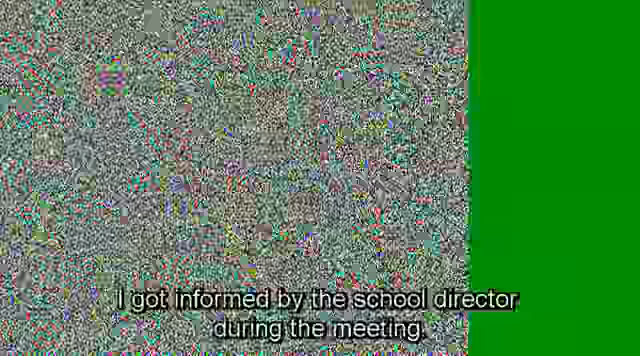 I got informed by the school director
during the meeting.